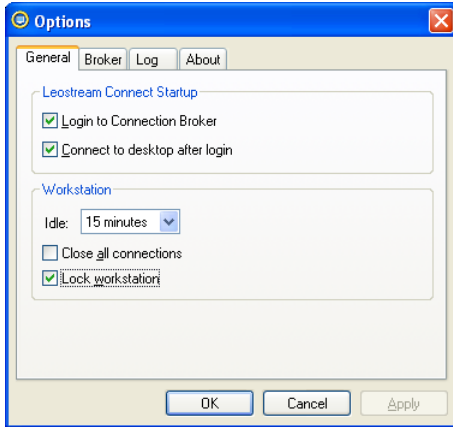 Options
General Broker Log About
Leostream Connect Startup
Login to Connection Broker
Connect to desktop after login
Workstation
Idle: 15 minutes
Close all connections
Lock workstation
OK Cancel Apply